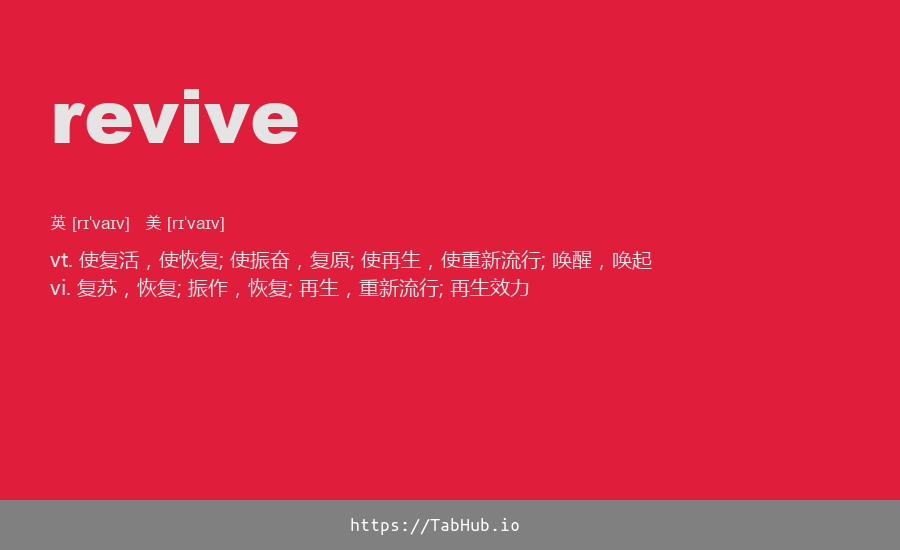 revive
英 [rɪˈvaɪv] 美 [rɪˈvaɪv]
vt. 使复活，使恢复; 使振奋，复原; 使再生，使重新流行; 唤醒，唤起
vi. 复苏，恢复; 振作，恢复; 再生，重新流行; 再生效力
https://TabHub.io